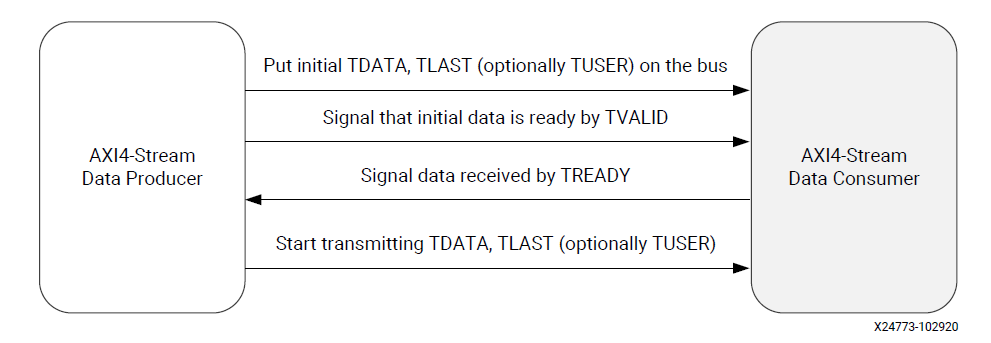 Put initial TDATA, TLAST (optionally TUSER) on the bus
Signal that initial data is ready by TVALID
AXI4-Stream
Data Producer
AXI4-Stream
Data Consumer
Signal data received by TREADY
Start transmitting TDATA, TLAST (optionally TUSER)
X24773-102920